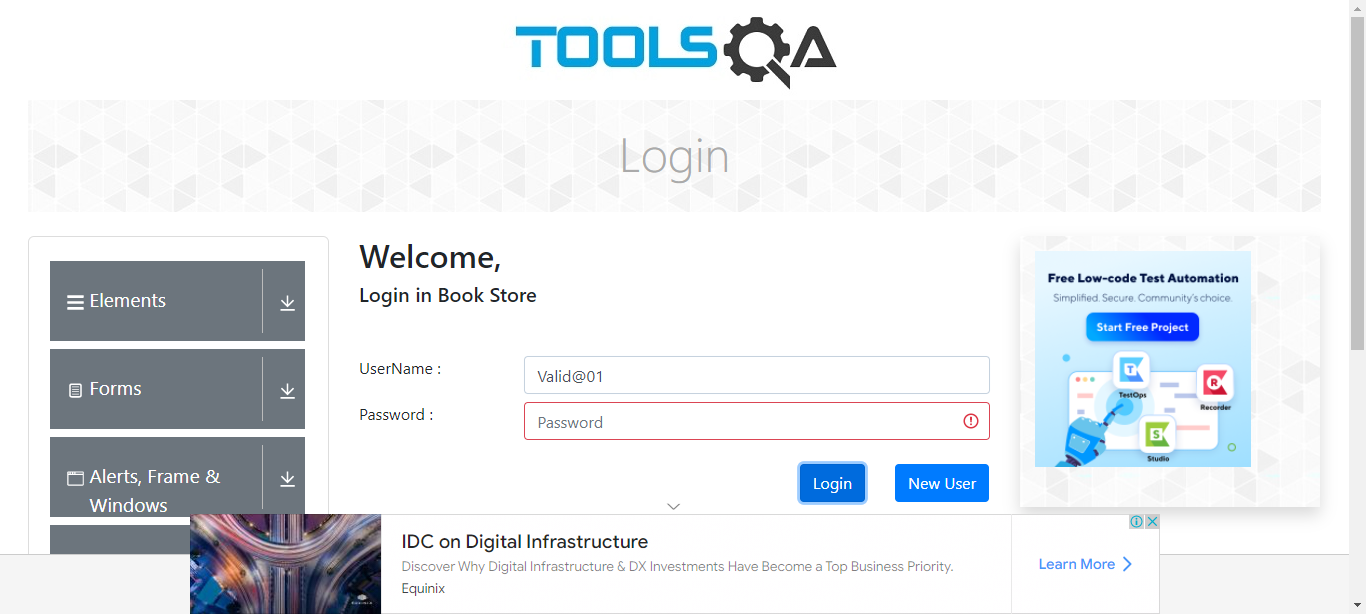 TOOLSQA
Login
Elements
Forms
Alerts, Frame &
Windows
Welcome,
Login in Book Store
UserName :
Valid@01
Password :
Password
Login
New User
Free Low-code Test Automation
Simplified. Secure. Community's choice.
Start Free Project
TestOps
Recorder
Studio
IDC on Digital Infrastructure
Discover Why Digital Infrastructure & DX Investments Have Become a Top Business Priority.
Equinix
Learn More
EQUINIX